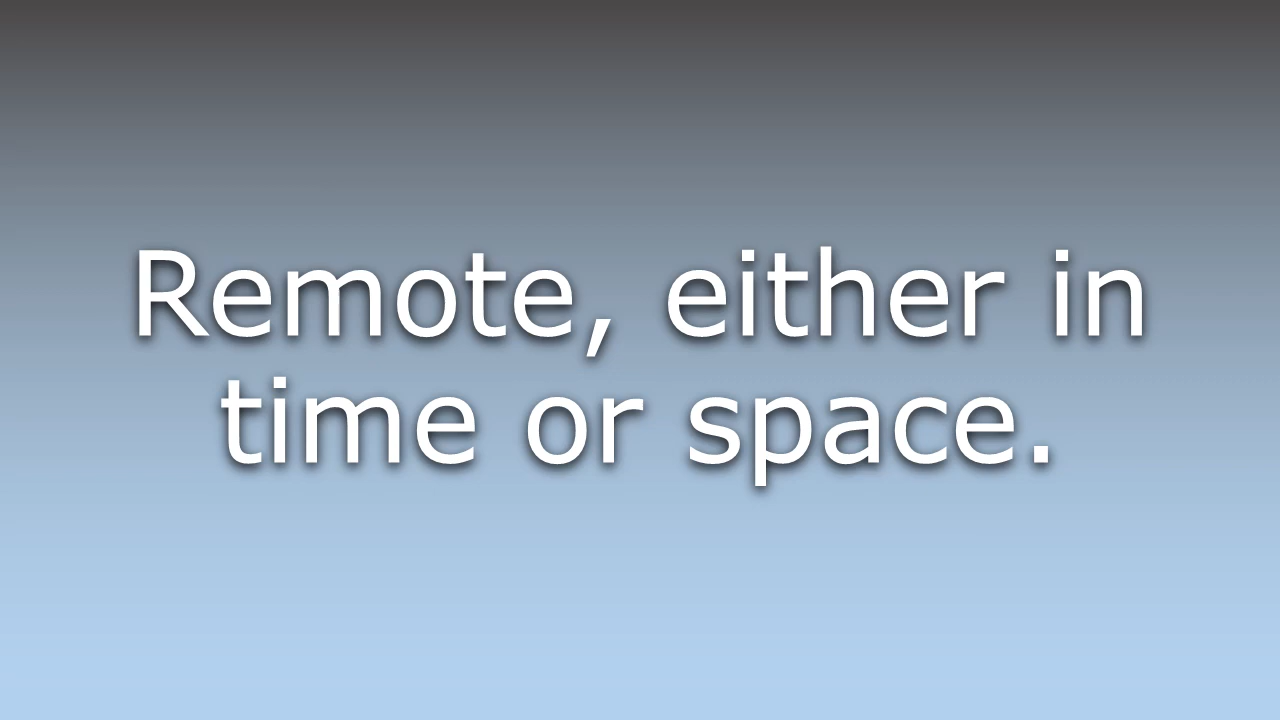 Remote, either in
time or space.